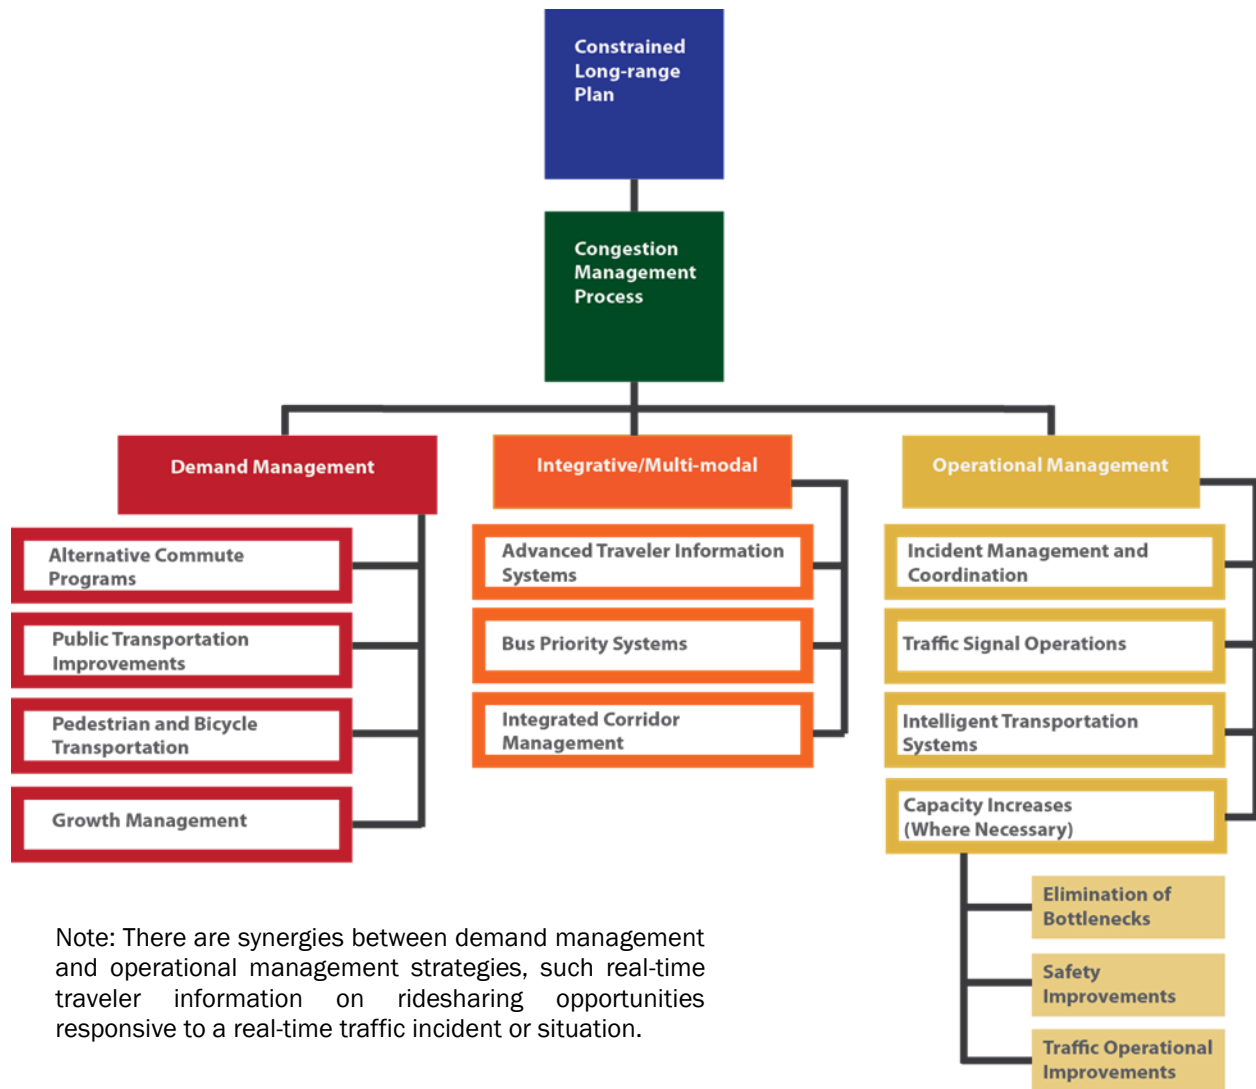 Constrained
Long-range
Plan
Congestion
Management
Process
Demand Management
Alternative Commute
Programs
Public Transportation
Improvements
Pedestrian and Bicycle
Transportation
Growth Management
Integrative/Multi-modal
Advanced Traveler Information
Systems
Bus Priority Systems
Integrated Corridor
Management
Operational Management
Incident Management and
Coordination
Traffic Signal Operations
Intelligent Transportation
Systems
Capacity Increases
(Where Necessary)
Elimination of
Bottlenecks
Safety
Improvements
Traffic Operational
Improvements
Note: There are synergies between demand management
and operational management strategies, such real-time
traveler information on ridesharing opportunities
responsive to a real-time traffic incident or situation.